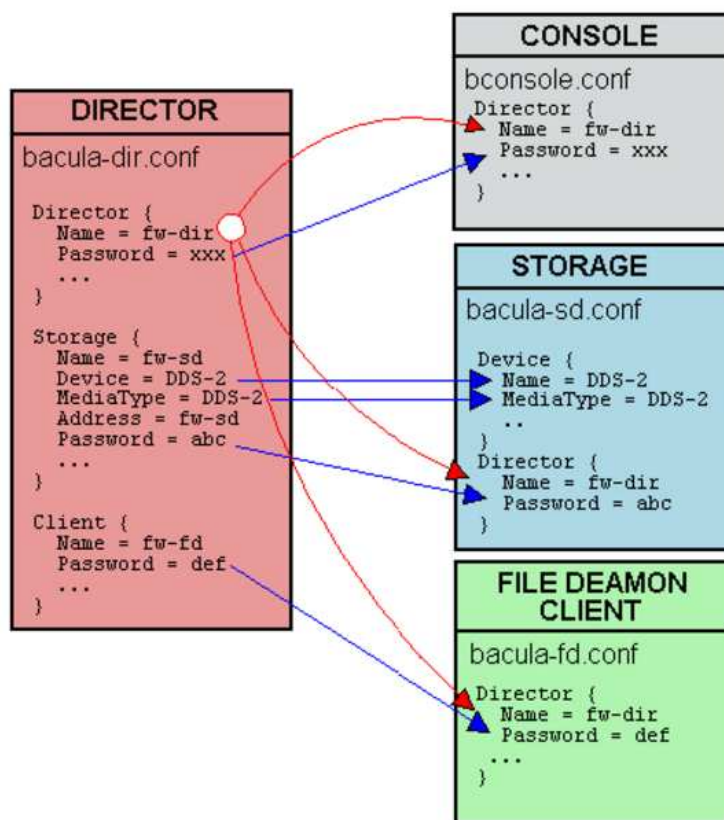 DIRECTOR
bacula-dir.conf
Director {
Name = fw-dir
Password = xxx
...
}
Storage {
Name = fw-sd
Device = DDS-2
MediaType = DDS-2
Address = fw-sd
Password = abc
...
}
Client {
Name = fw-fd
Password = def
...
}
CONSOLE
bconsole.conf
Director {
Name = fw-dir
Password = xxx
...
}
STORAGE
bacula-sd.conf
Device {
Name = DDS-2
MediaType = DDS-2
..
}
Director {
Name = fw-dir
Password = abc
}
FILE DEAMON
CLIENT
bacula-fd.conf
Director {
Name = fw-dir
Password = def
...
}